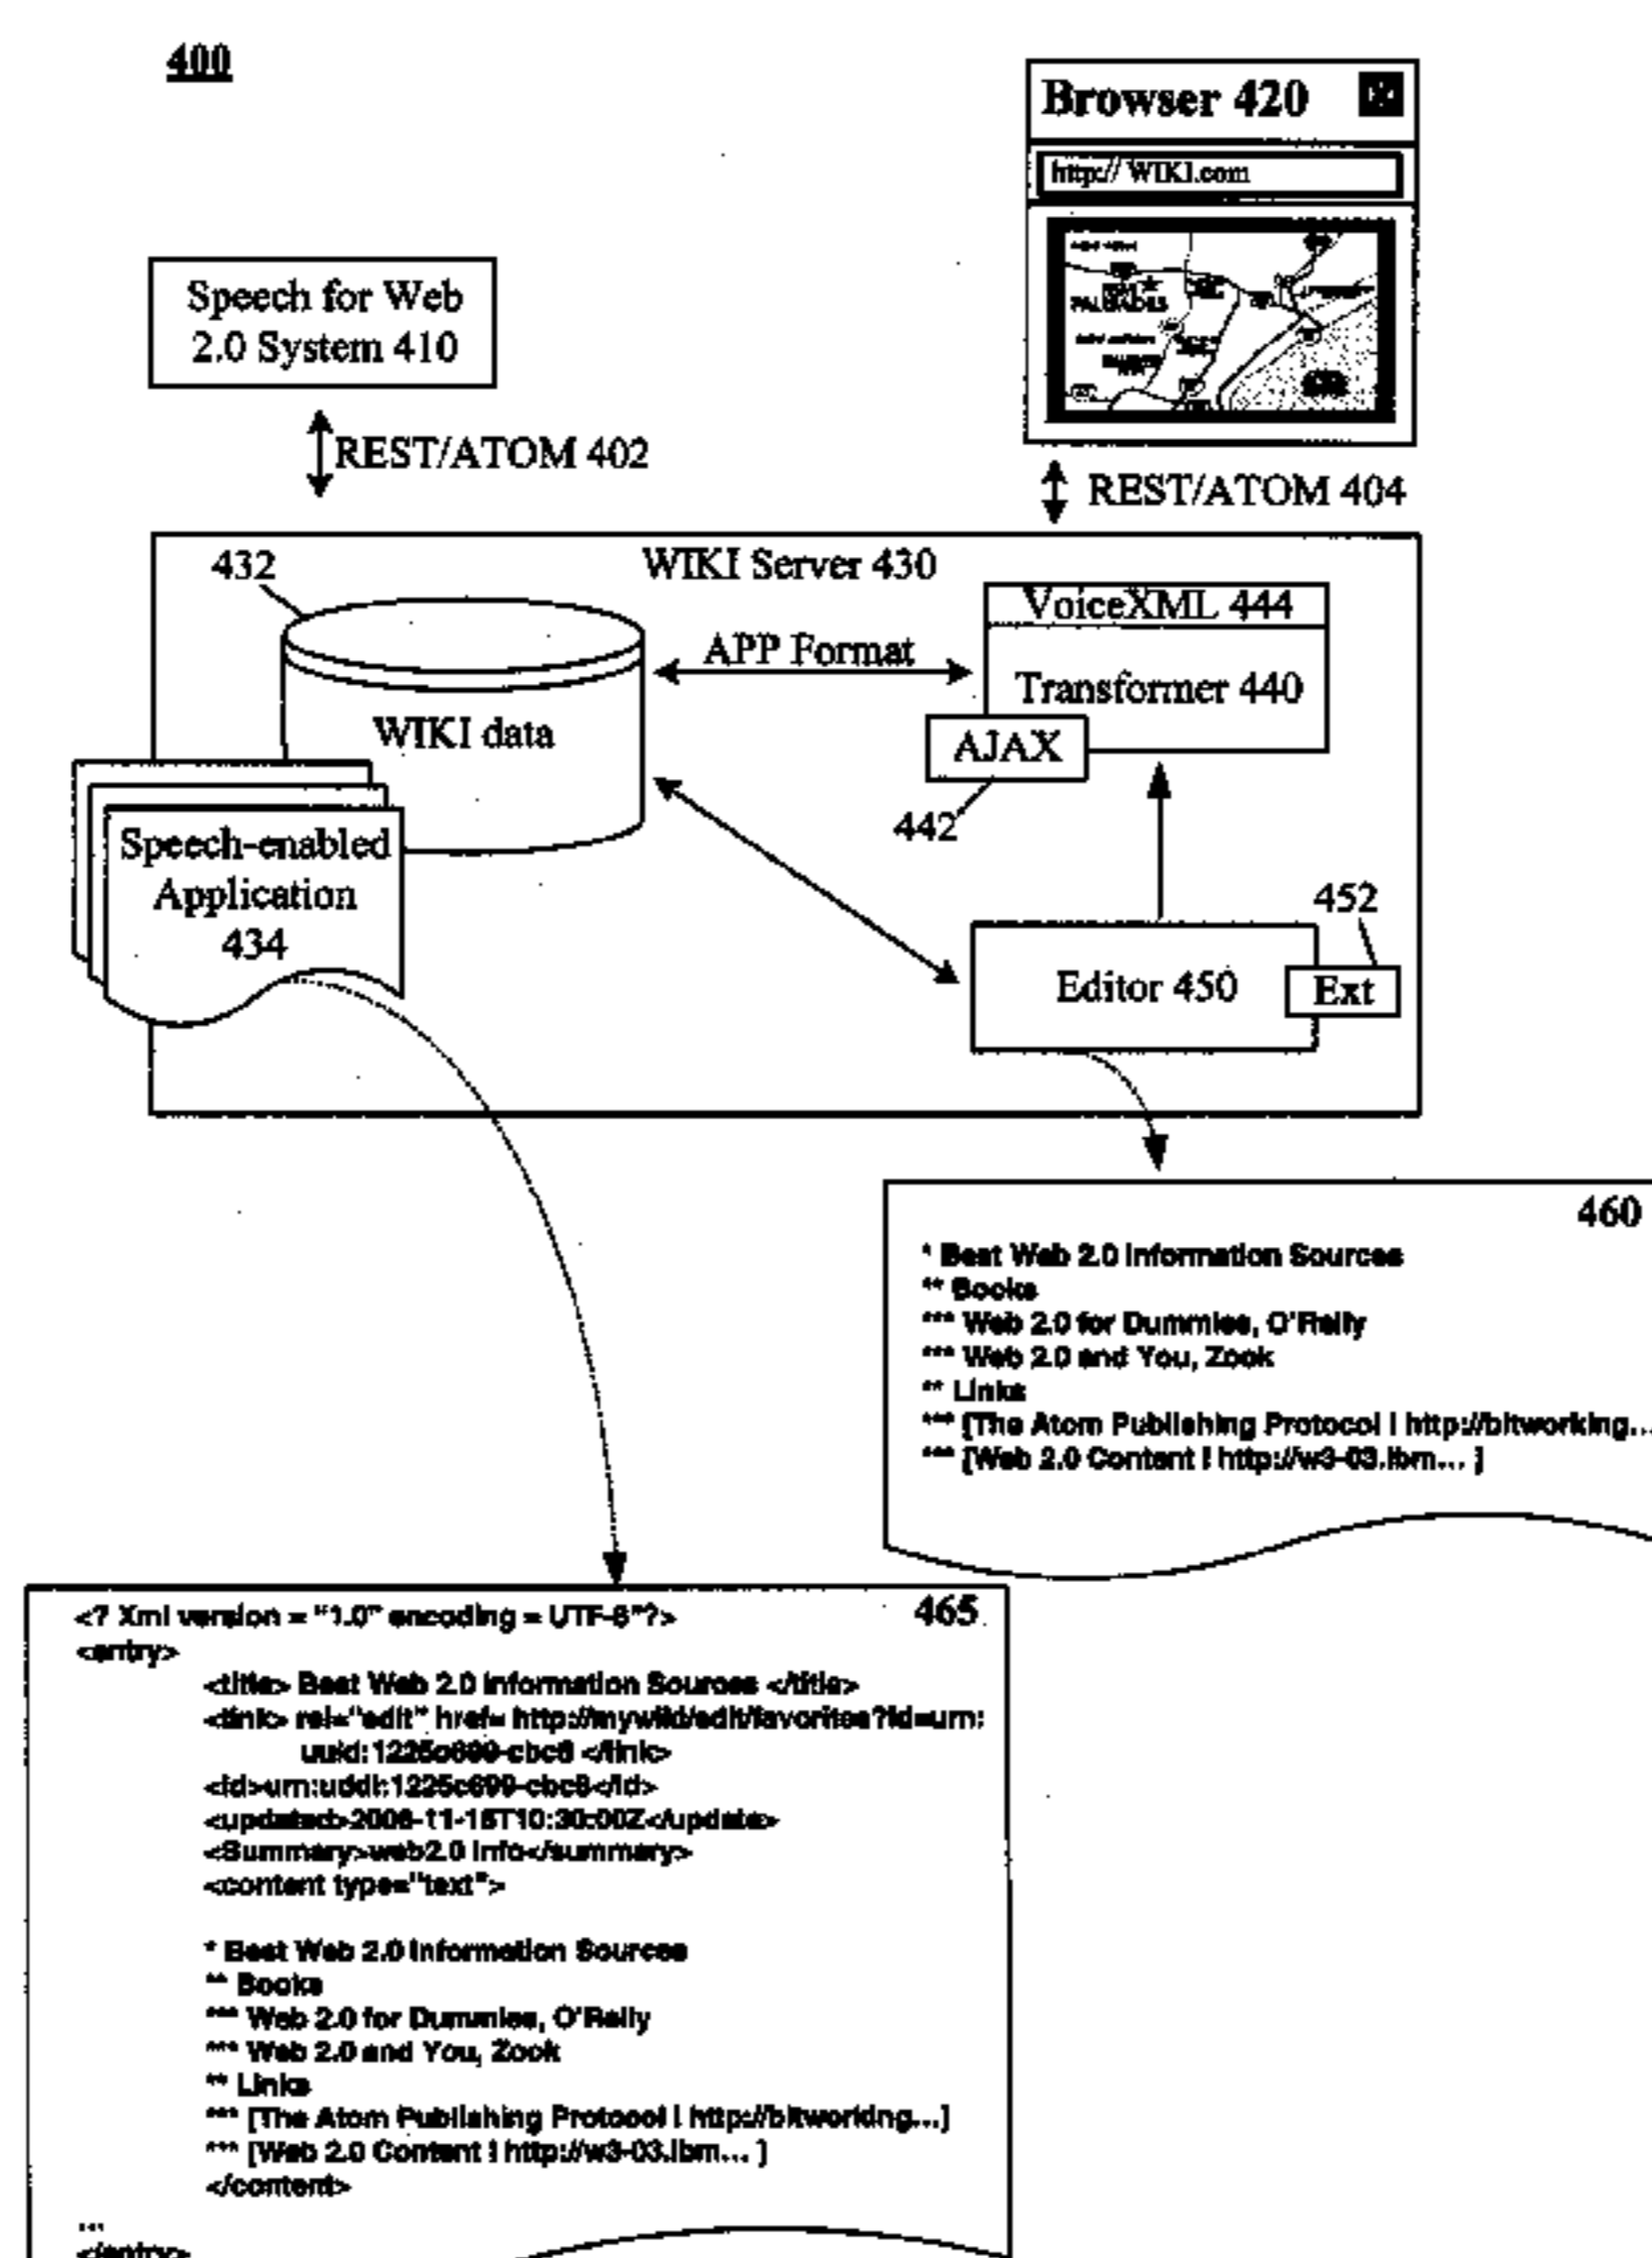 400
Browser 420
http:// WIKI.com
PALISADES
Speech for Web
2.0 System 410
REST/ATOM 402
REST/ATOM 404
432
WIKI Server 430
VoiceXML 444
APP Format
Transformer 440
WIKI data
AJAX
442
Speech-enabled
Application
434
452
Editor 450
Ext
460
* Best Web 2.0 Information Sources
** Books
*** Web 2.0 for Dummies, O'Reily
*** Web 2.0 and You, Zook
** Links
*** [The Atom Publishing Protocol | http://bitworking...
*** [Web 2.0 Content | http://w3-03.ibm... ]
465
<? Xml version = "1.0" encoding = UTF-8"?>
<entry>
<title> Best Web 2.0 Information Sources </title>
<link> rel="edit" href= http://mywiki/edit/favorites?id=urn:
uuid:1225c699-cbc8 </link>
<id>urn:uddi:1225c699-cbc8</id>
<updated>2006-11-15T10:30:00Z</update>
<Summary>web2.0 info</summary>
<content type="text">
* Best Web 2.0 Information Sources
** Books
*** Web 2.0 for Dummies, O'Reily
*** Web 2.0 and You, Zook
** Links
*** [The Atom Publishing Protocol | http://bitworking...]
*** [Web 2.0 Content | http://w3-03.ibm... ]
</content>
...
</entry>